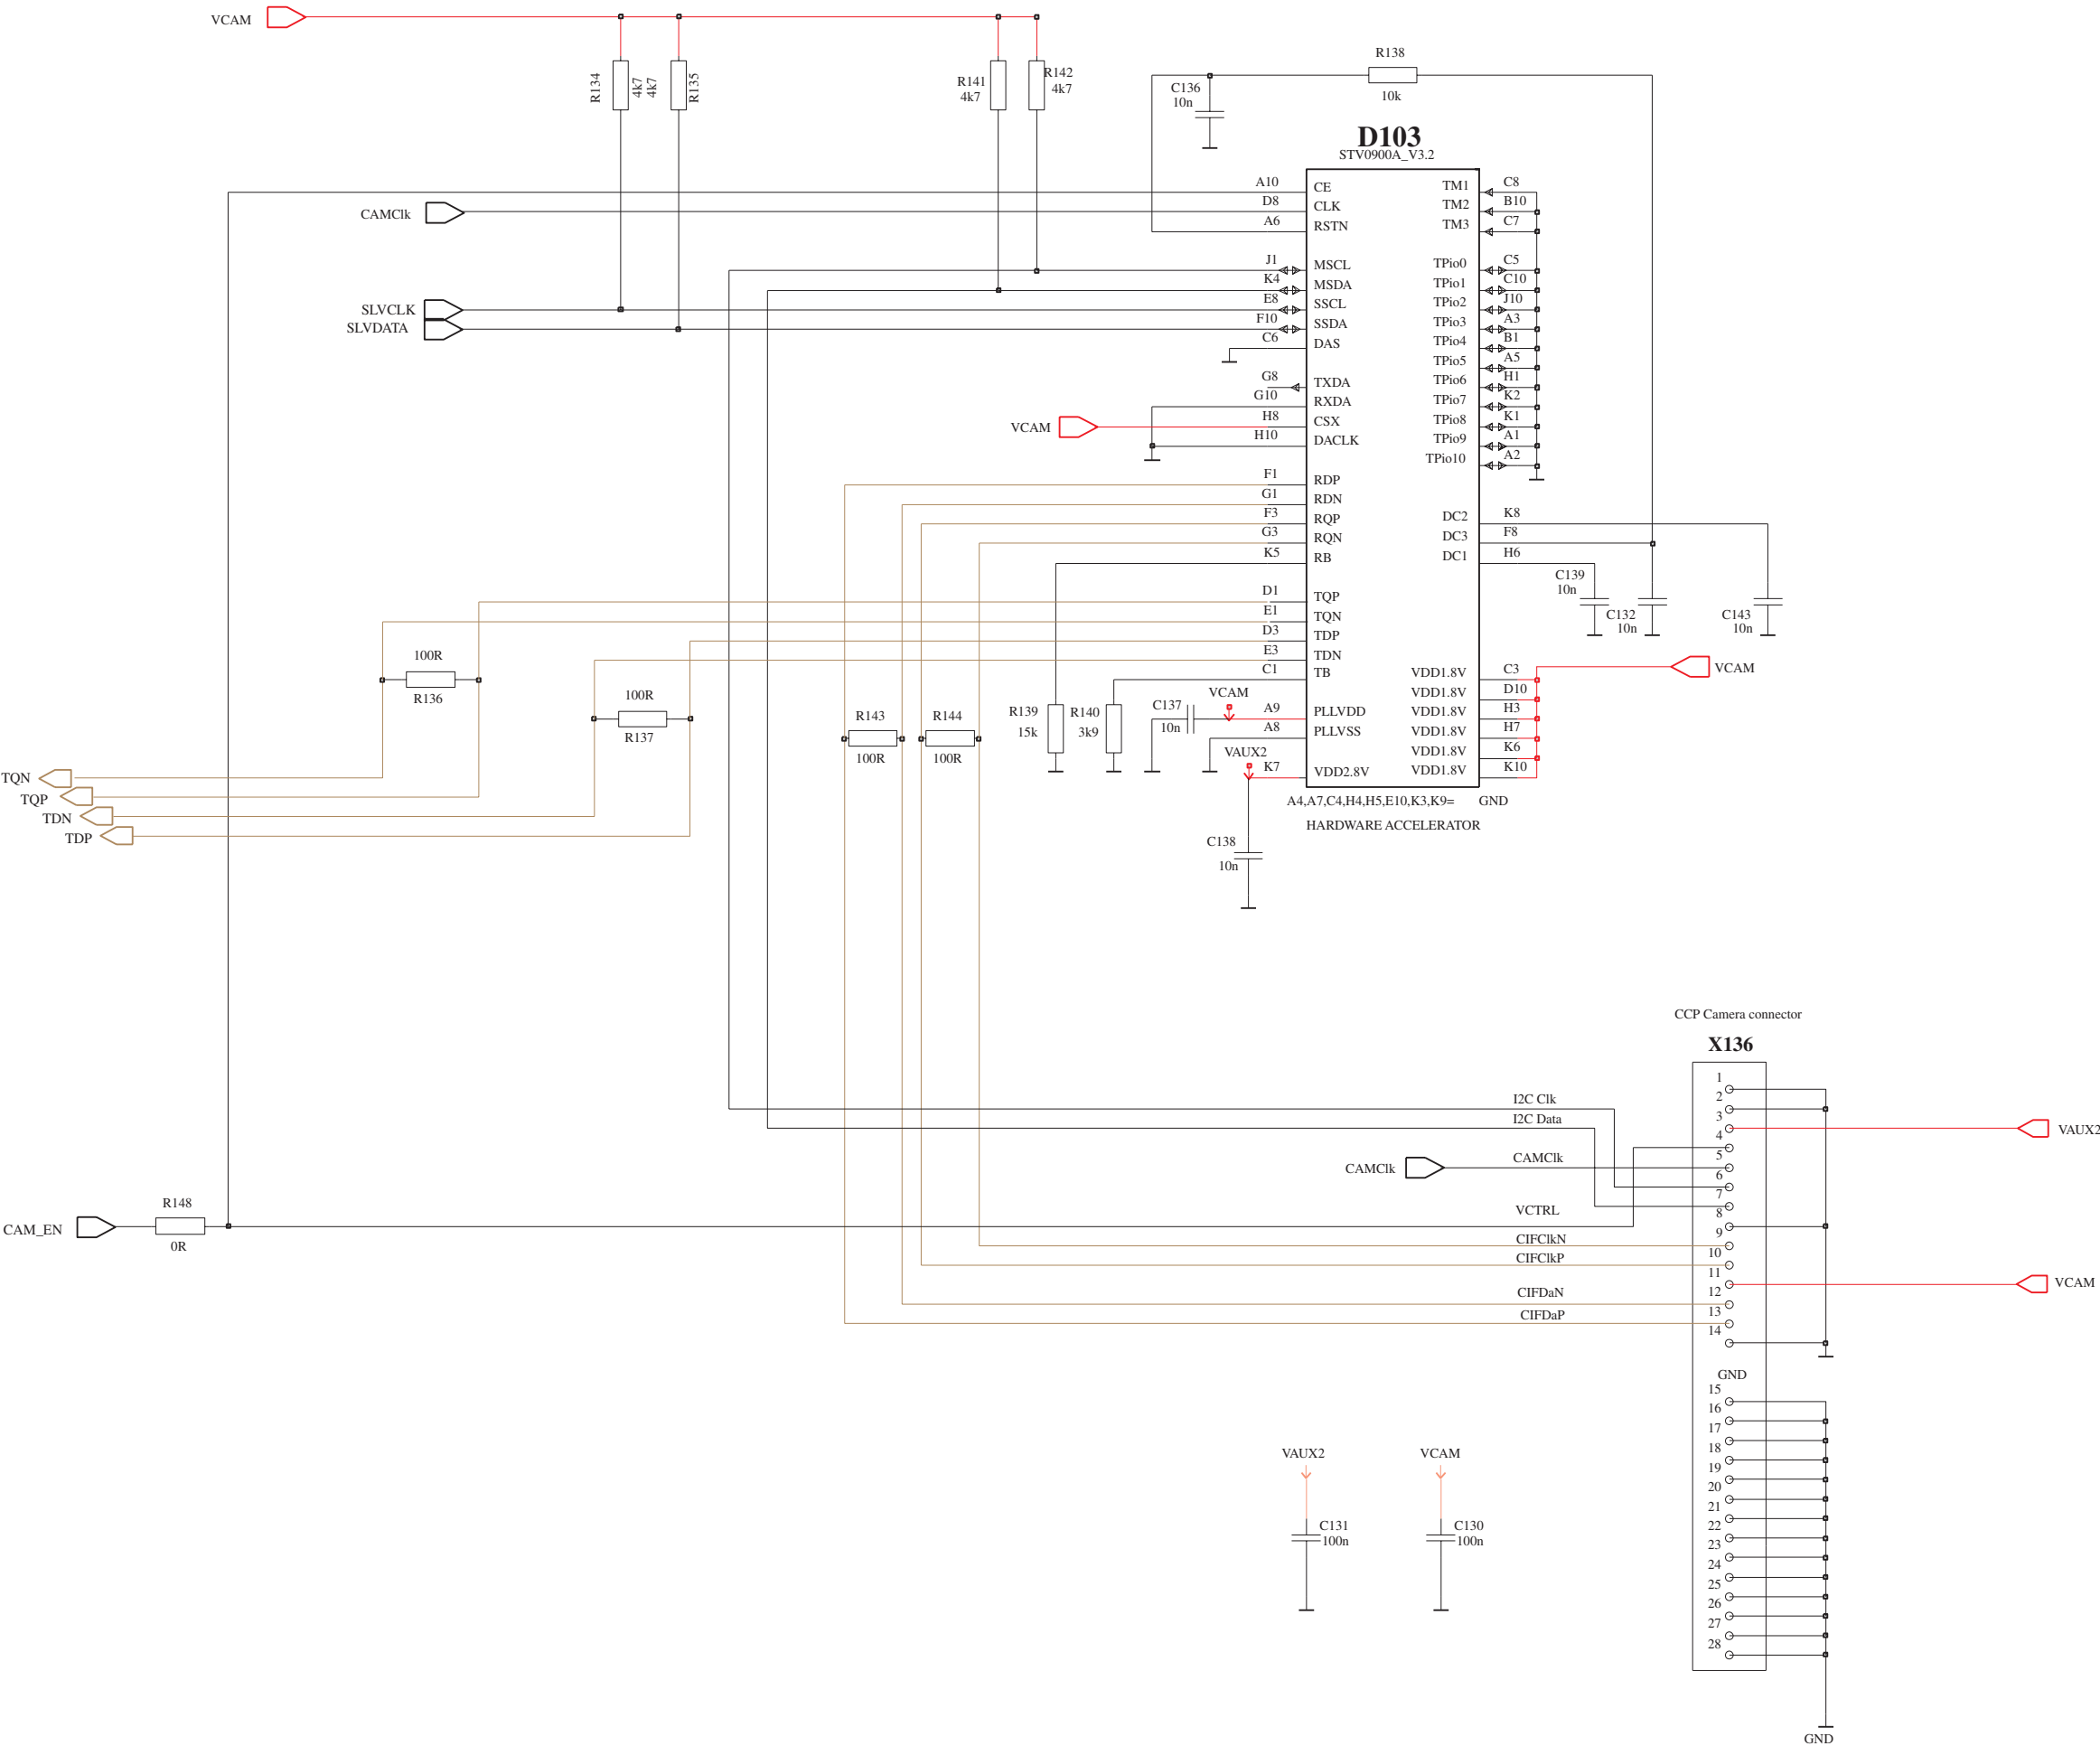 VCAM
R134
4k7
4k7
R135
R141
4k7
R142
4k7
R138
10k
C136
10n
D103
STV0900A_V3.2
A10 CE TM1 C8
CAMClk D8 CLK TM2 B10
A6 RSTN TM3 C7
J1 MSCL TPio0 C5
K4 MSDA TPio1 C10
SLVCLK E8 SSCL TPio2 J10
SLVDATA F10 SSDA TPio3 A3
C6 DAS TPio4 B1
TPio5 A5
G8 TXDA TPio6 H1
G10 RXDA TPio7 K2
VCAM H8 CSX TPio8 K1
H10 DACLK TPio9 A1
TPio10 A2
F1 RDP
G1 RDN
F3 RQP DC2 K8
G3 RQN DC3 F8
K5 RB DC1 H6
C139
10n
C132
10n
C143
10n
D1 TQP
E1 TQN
D3 TDP
E3 TDN
C1 TB VDD1.8V C3 VCAM
VDD1.8V D10
A9 PLLVDD VDD1.8V H3
A8 PLLVSS VDD1.8V H7
VDD1.8V K6
K7 VDD2.8V VDD1.8V K10
100R
R136
100R
R137
R143
100R
R144
100R
R139
15k
R140
3k9
C137
10n
VCAM
VAUX2
TQN
TQP
TDN
TDP
A4,A7,C4,H4,H5,E10,K3,K9= GND
HARDWARE ACCELERATOR
C138
10n
CCP Camera connector
X136
1
I2C Clk 2
I2C Data 3 VAUX2
4
CAMClk CAMClk 5
6
7
VCTRL 8
CAM_EN
R148
0R
CIFClkN 9
CIFClkP 10
11 VCAM
CIFDaN 12
CIFDaP 13
14
GND
15
16
17
18
19
20
21
22
23
24
25
26
27
28
VAUX2
C131
100n
VCAM
C130
100n
GND